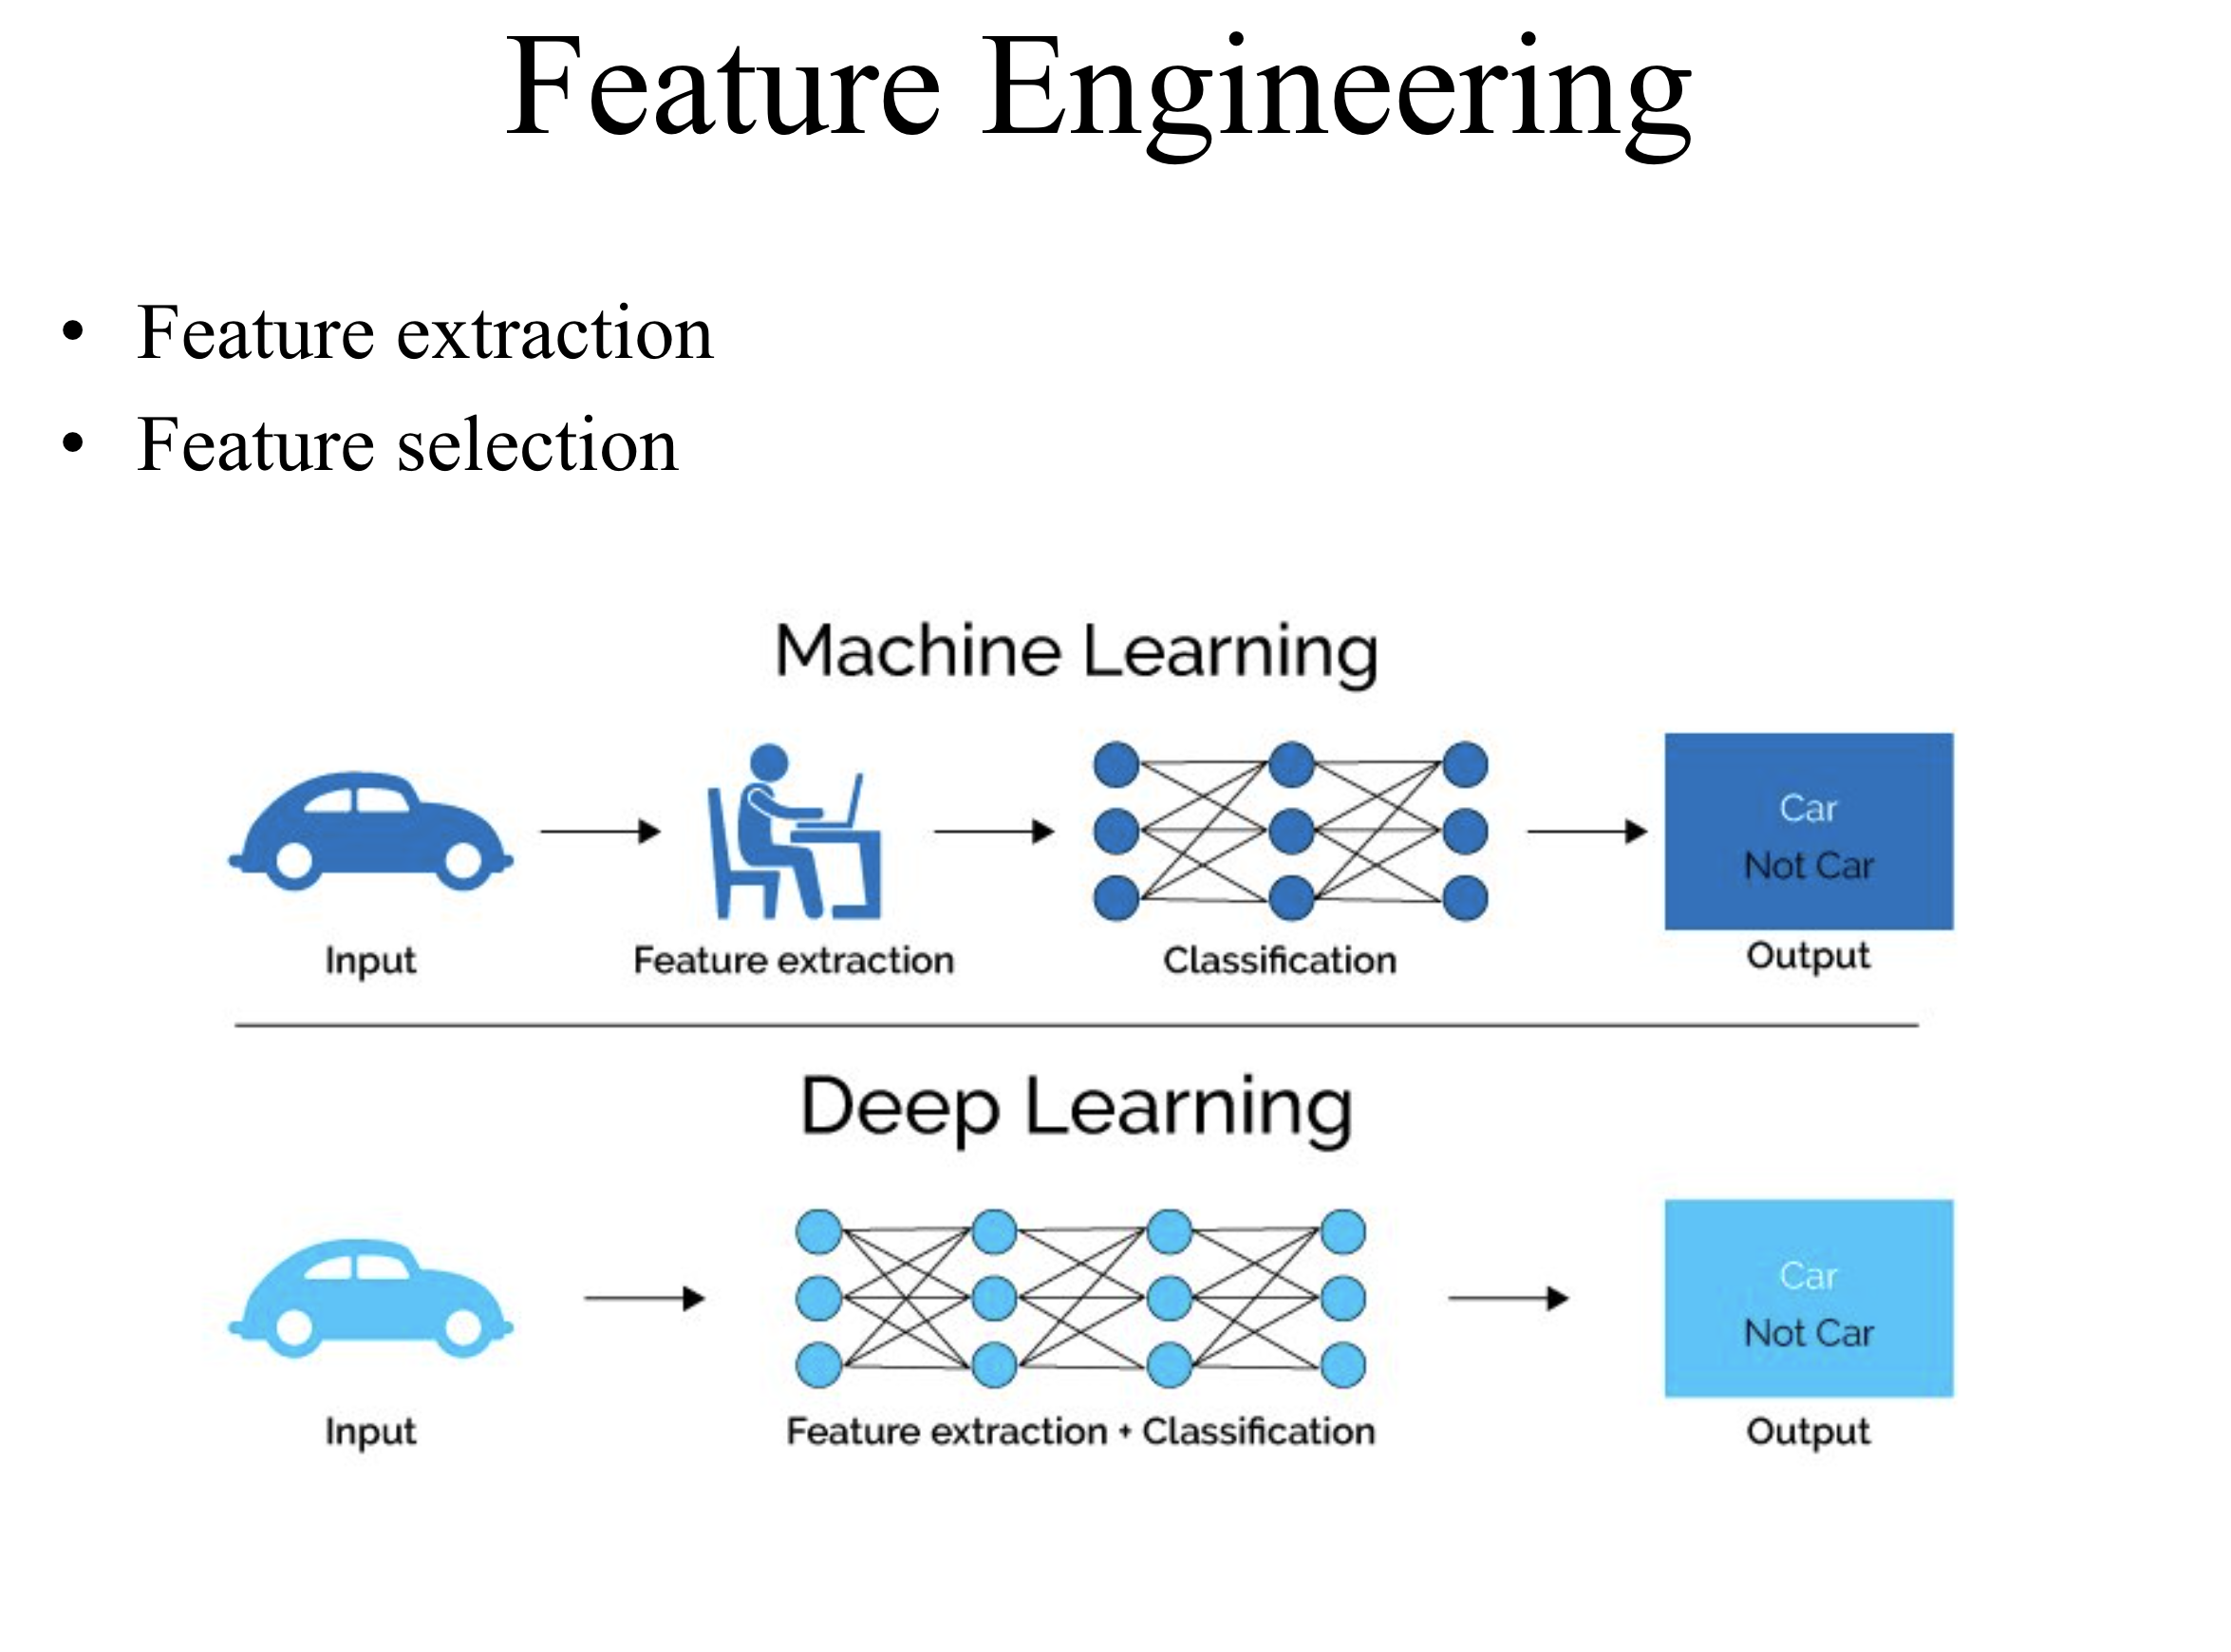 Feature Engineering
• Feature extraction
• Feature selection
Machine Learning
Car
Not Car
Input
Feature extraction
Classification
Output
Deep Learning
Car
Not Car
Input
Feature extraction + Classification
Output